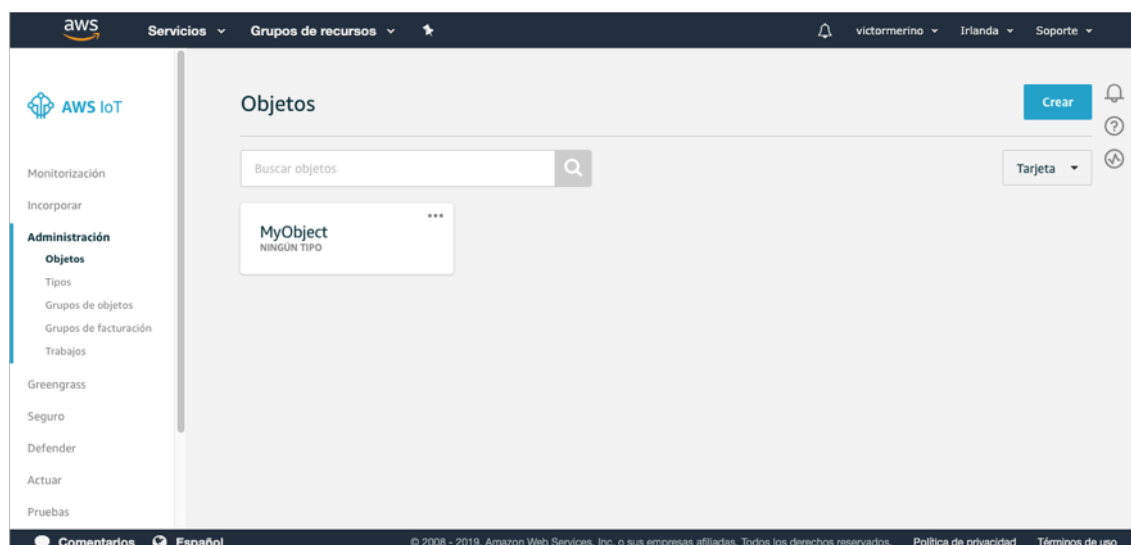 aws Servicios Grupos de recursos victormerino Irlanda Soporte
AWS IoT
Objetos
Crear
Buscar objetos
Tarjeta
MyObject
NINGÚN TIPO
Monitorización
Incorporar
Administración
Objetos
Tipos
Grupos de objetos
Grupos de facturación
Trabajos
Greengrass
Seguro
Defender
Actuar
Pruebas
Comentarios Español © 2008 - 2019, Amazon Web Services, Inc. o sus empresas afiliadas. Todos los derechos reservados. Política de privacidad Términos de uso